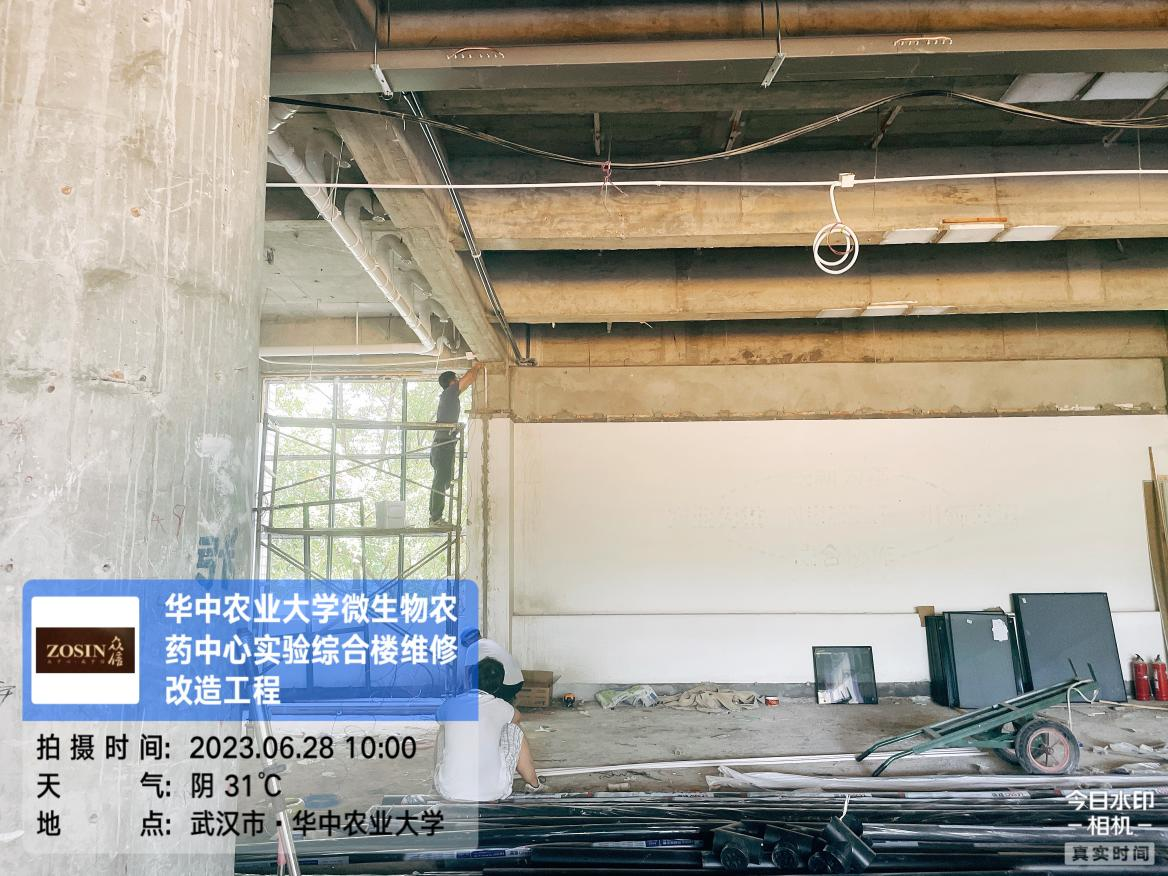 华中农业大学微生物农
药中心实验综合楼维修
改造工程
ZOSIN众信
拍摄时间: 2023.06.28 10:00
天气: 阴 31℃
地点: 武汉市·华中农业大学
今日水印
相机
真实时间